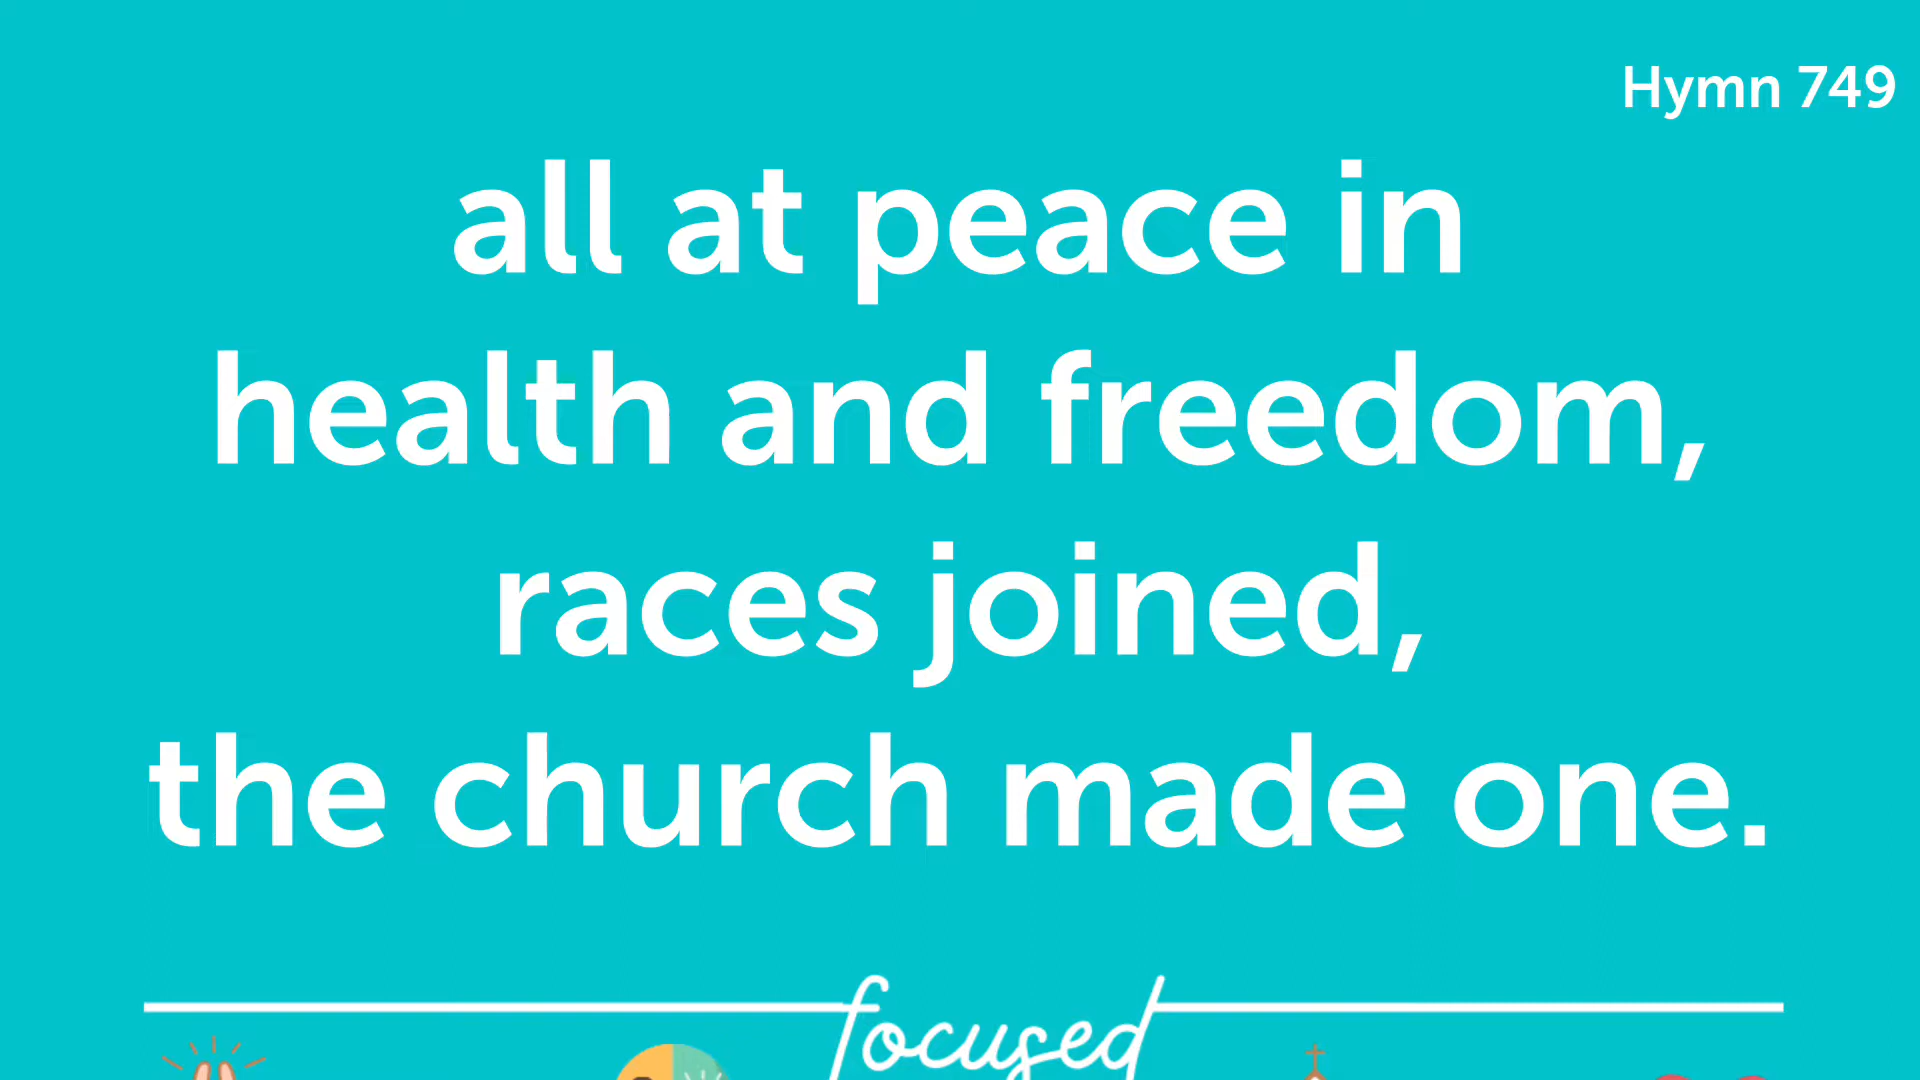 Hymn 749
all at peace in
health and freedom,
races joined,
the church made one.
focused